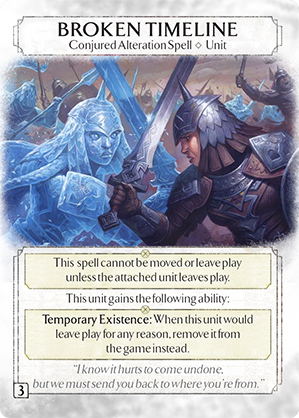 BROKEN TIMELINE
Conjured Alteration Spell ◇ Unit
This spell cannot be moved or leave play
unless the attached unit leaves play.
This unit gains the following ability:
Temporary Existence: When this unit would
leave play for any reason, remove it from
the game instead.
"I know it hurts to come undone,
but we must send you back to where you're from."
3